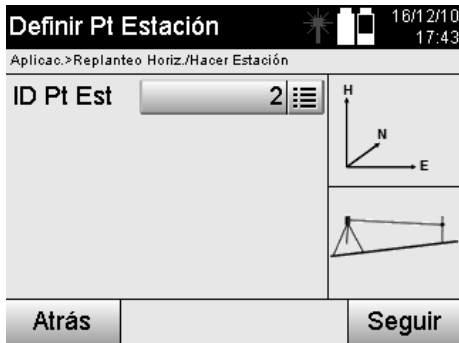 Definir Pt Estación
16/12/10
17:43
Aplicac.>Replanteo Horiz./Hacer Estación
ID Pt Est
2
H
N
E
Atrás
Seguir